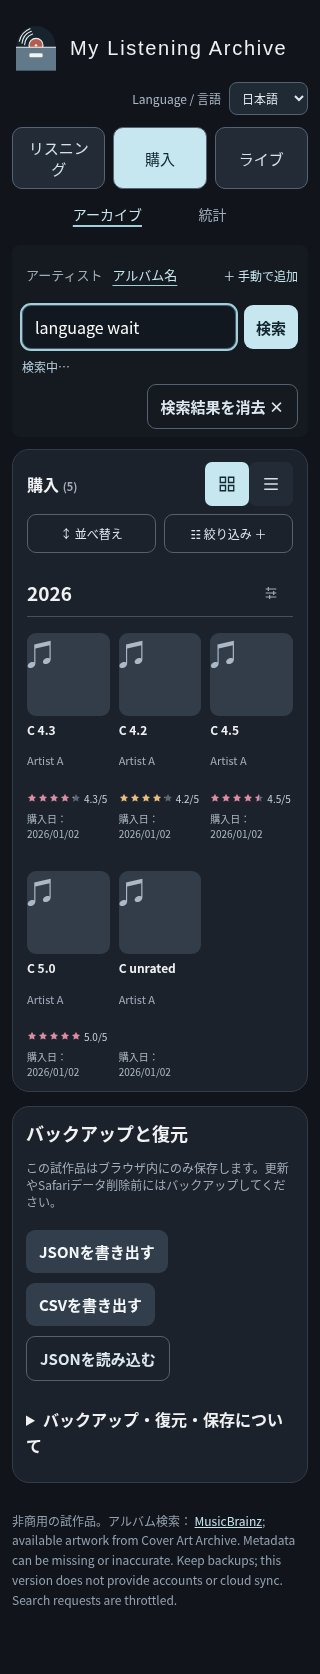 My Listening Archive
Language / 言語 日本語
リスニン
グ
購入
ライブ
アーカイブ 統計
アーティスト アルバム名 ＋ 手動で追加
language wait 検索
検索中…
検索結果を消去 ✕
購入 (5)
↕ 並べ替え ☷ 絞り込み ＋
2026
C 4.3 C 4.2 C 4.5
Artist A Artist A Artist A
★★★★★ 4.3/5 ★★★★★ 4.2/5 ★★★★★ 4.5/5
購入日： 購入日： 購入日：
2026/01/02 2026/01/02 2026/01/02
C 5.0 C unrated
Artist A Artist A
★★★★★ 5.0/5
購入日： 購入日：
2026/01/02 2026/01/02
バックアップと復元
この試作品はブラウザ内にのみ保存します。更新
やSafariデータ削除前にはバックアップしてくだ
さい。
JSONを書き出す
CSVを書き出す
JSONを読み込む
▶ バックアップ・復元・保存につい
て
非商用の試作品。アルバム検索： MusicBrainz;
available artwork from Cover Art Archive. Metadata
can be missing or inaccurate. Keep backups; this
version does not provide accounts or cloud sync.
Search requests are throttled.